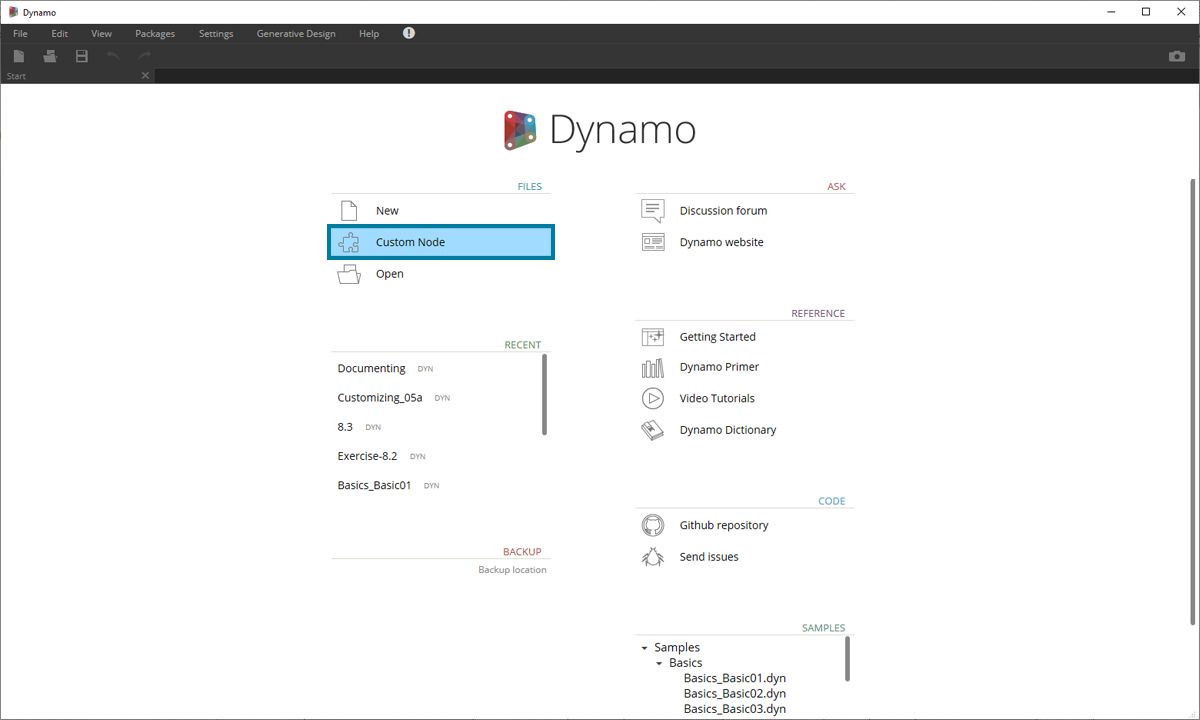 Dynamo
File Edit View Packages Settings Generative Design Help
Start
Dynamo
FILES
New
Custom Node
Open
RECENT
Documenting DYN
Customizing_05a DYN
8.3 DYN
Exercise-8.2 DYN
Basics_Basic01 DYN
BACKUP
Backup location
ASK
Discussion forum
Dynamo website
REFERENCE
Getting Started
Dynamo Primer
Video Tutorials
Dynamo Dictionary
CODE
Github repository
Send issues
SAMPLES
Samples
Basics
Basics_Basic01.dyn
Basics_Basic02.dyn
Basics_Basic03.dyn